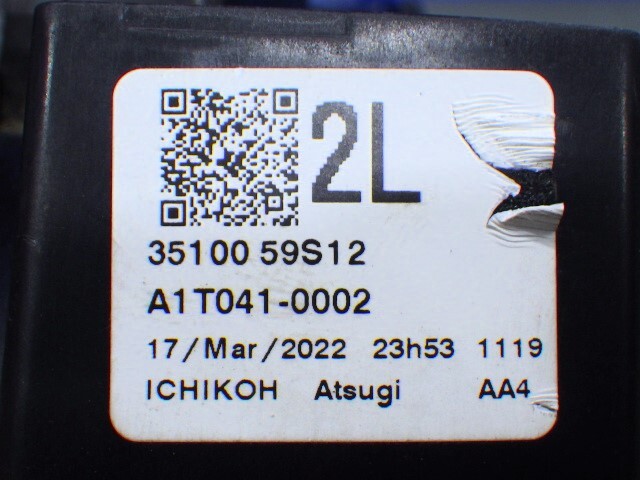 2L
35100 59S12
A1T041-0002
17/Mar/2022 23h53 1119
ICHIKOH Atsugi AA4